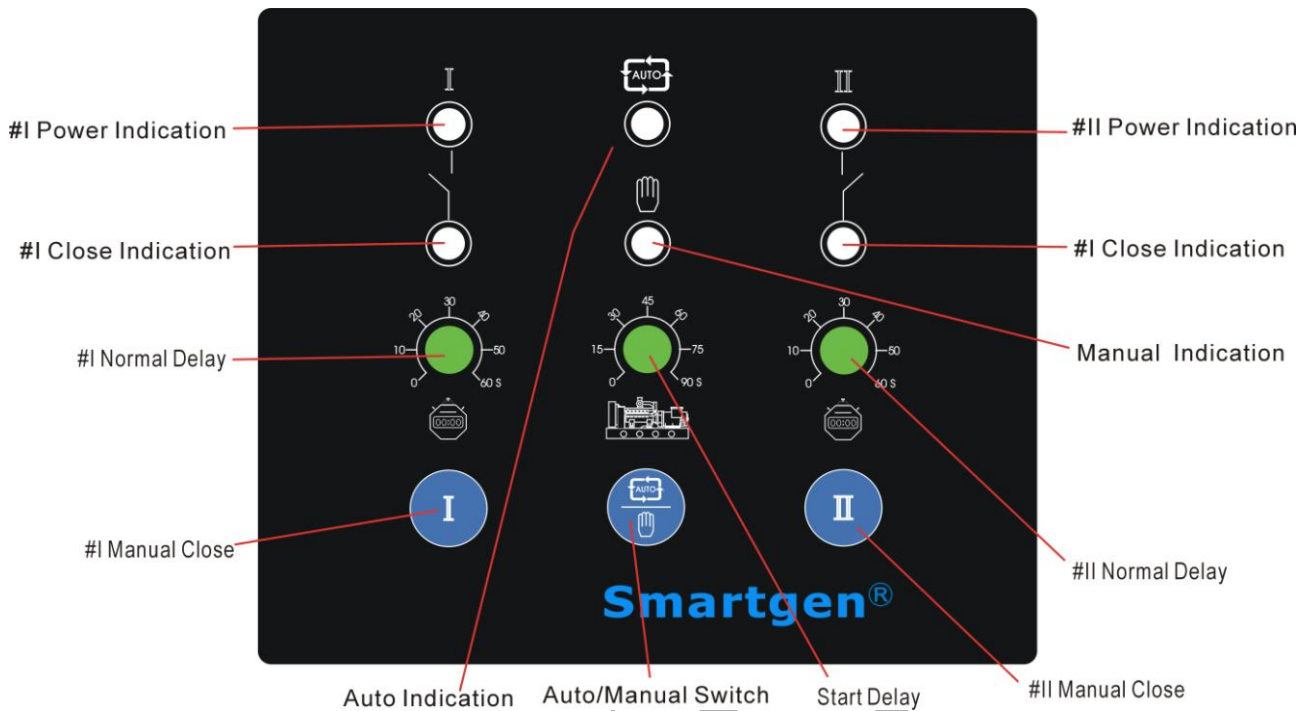 I
AUTO
II
#I Power Indication
#II Power Indication
#I Close Indication
#I Close Indication
0 10 20 30 40 50 60 S
0 15 30 45 60 75 90 S
0 10 20 30 40 50 60 S
#I Normal Delay
Manual Indication
00:00
00:00
I
AUTO
II
#I Manual Close
#II Normal Delay
Smartgen®
Auto Indication
Auto/Manual Switch
Start Delay
#II Manual Close